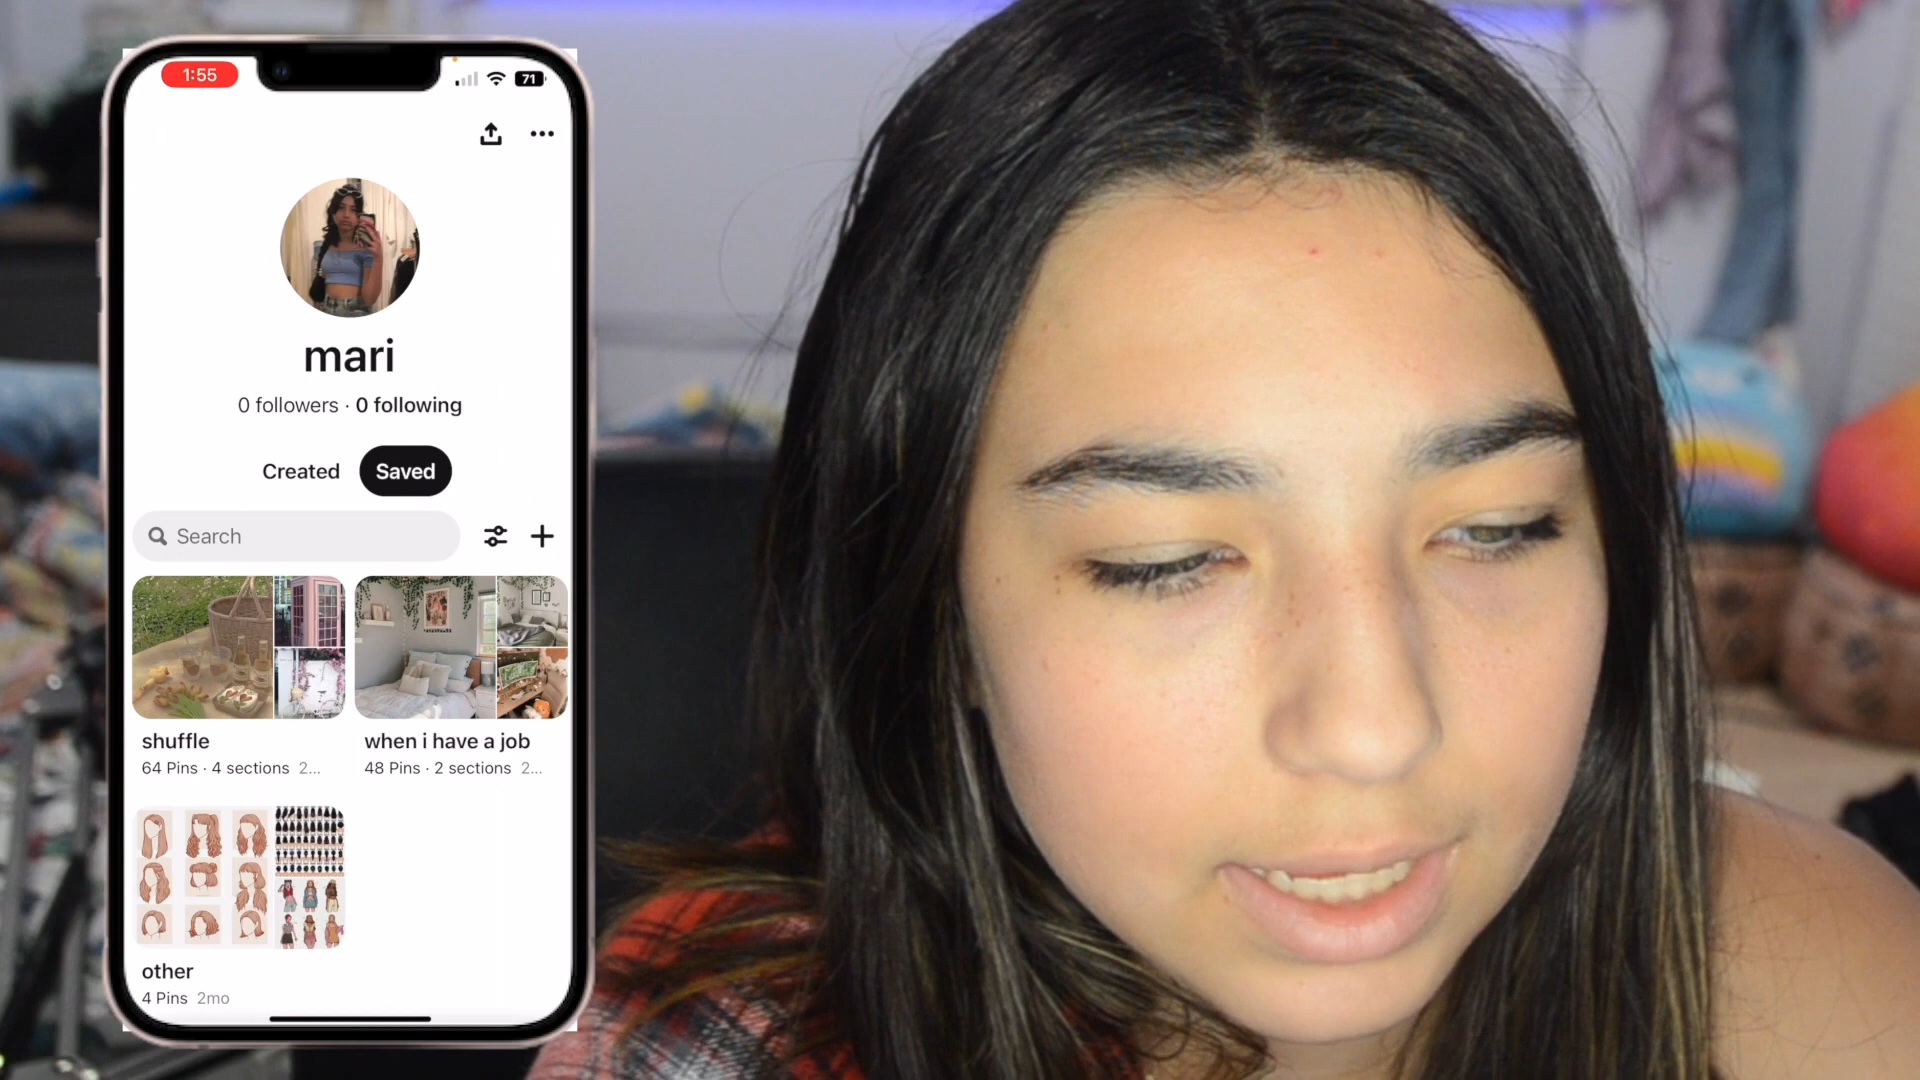 1:55
71
mari
0 followers · 0 following
Created Saved
Search
shuffle
64 Pins · 4 sections 2...
when i have a job
48 Pins · 2 sections 2...
other
4 Pins 2mo